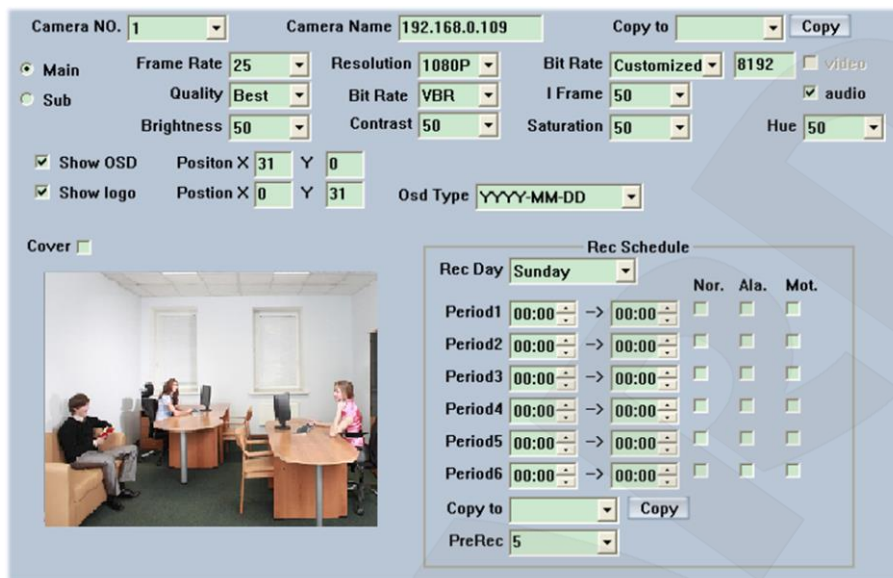 Camera NO. 1 Camera Name 192.168.0.109 Copy to Copy
Main Frame Rate 25 Resolution 1080P Bit Rate Customized 8192 video
Sub Quality Best Bit Rate VBR I Frame 50 audio
Brightness 50 Contrast 50 Saturation 50 Hue 50
Show OSD Positon X 31 Y 0
Show logo Postion X 0 Y 31 Osd Type YYYY-MM-DD
Cover
Rec Schedule
Rec Day Sunday
Nor. Ala. Mot.
Period1 00:00 -> 00:00
Period2 00:00 -> 00:00
Period3 00:00 -> 00:00
Period4 00:00 -> 00:00
Period5 00:00 -> 00:00
Period6 00:00 -> 00:00
Copy to Copy
PreRec 5